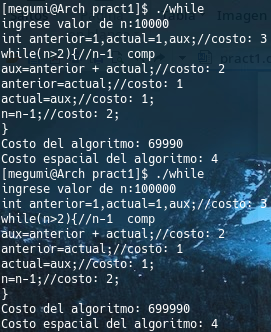 [megumi@Arch pract1]$ ./while
ingrese valor de n:10000
int anterior=1,actual=1,aux;//costo: 3
while(n>2){//n-1  comp
aux=anterior + actual;//costo: 2
anterior=actual;//costo: 1
actual=aux;//costo: 1;
n=n-1;//costo: 2;
}
Costo del algoritmo: 69990
Costo espacial del algoritmo: 4
[megumi@Arch pract1]$ ./while
ingrese valor de n:100000
int anterior=1,actual=1,aux;//costo: 3
while(n>2){//n-1  comp
aux=anterior + actual;//costo: 2
anterior=actual;//costo: 1
actual=aux;//costo: 1;
n=n-1;//costo: 2;
}
Costo del algoritmo: 699990
Costo espacial del algoritmo: 4